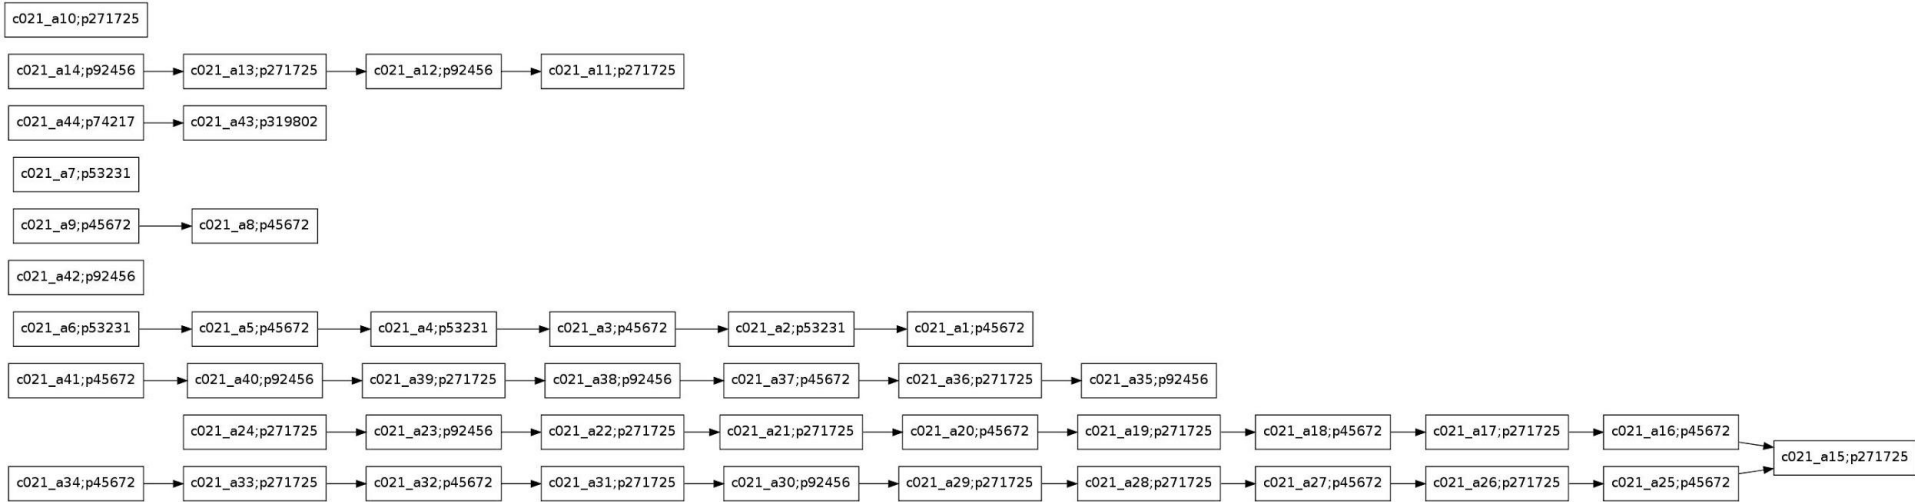 c021_a10;p271725
c021_a14;p92456 c021_a13;p271725 c021_a12;p92456 c021_a11;p271725
c021_a44;p74217 c021_a43;p319802
c021_a7;p53231
c021_a9;p45672 c021_a8;p45672
c021_a42;p92456
c021_a6;p53231 c021_a5;p45672 c021_a4;p53231 c021_a3;p45672 c021_a2;p53231 c021_a1;p45672
c021_a41;p45672 c021_a40;p92456 c021_a39;p271725 c021_a38;p92456 c021_a37;p45672 c021_a36;p271725 c021_a35;p92456
c021_a24;p271725 c021_a23;p92456 c021_a22;p271725 c021_a21;p271725 c021_a20;p45672 c021_a19;p271725 c021_a18;p45672 c021_a17;p271725 c021_a16;p45672
c021_a15;p271725
c021_a34;p45672 c021_a33;p271725 c021_a32;p45672 c021_a31;p271725 c021_a30;p92456 c021_a29;p271725 c021_a28;p271725 c021_a27;p45672 c021_a26;p271725 c021_a25;p45672